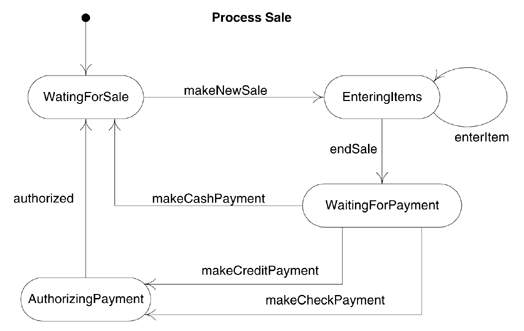 Process Sale
WatingForSale
makeNewSale
EnteringItems
enterItem
endSale
authorized
makeCashPayment
WaitingForPayment
makeCreditPayment
AuthorizingPayment
makeCheckPayment